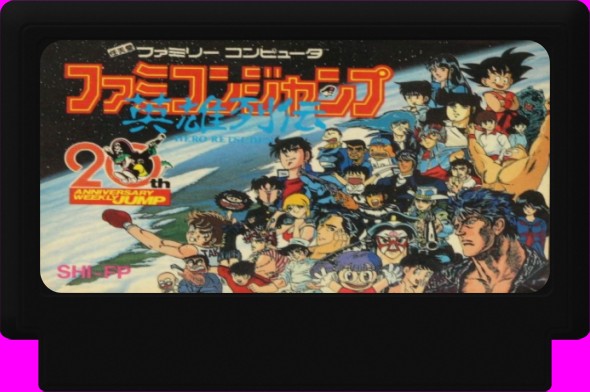 ファミリー コンピュータ
ファミコンジャンプ
英雄列伝
20th
ANNIVERSARY
WEEKLY JUMP
SHI-FP